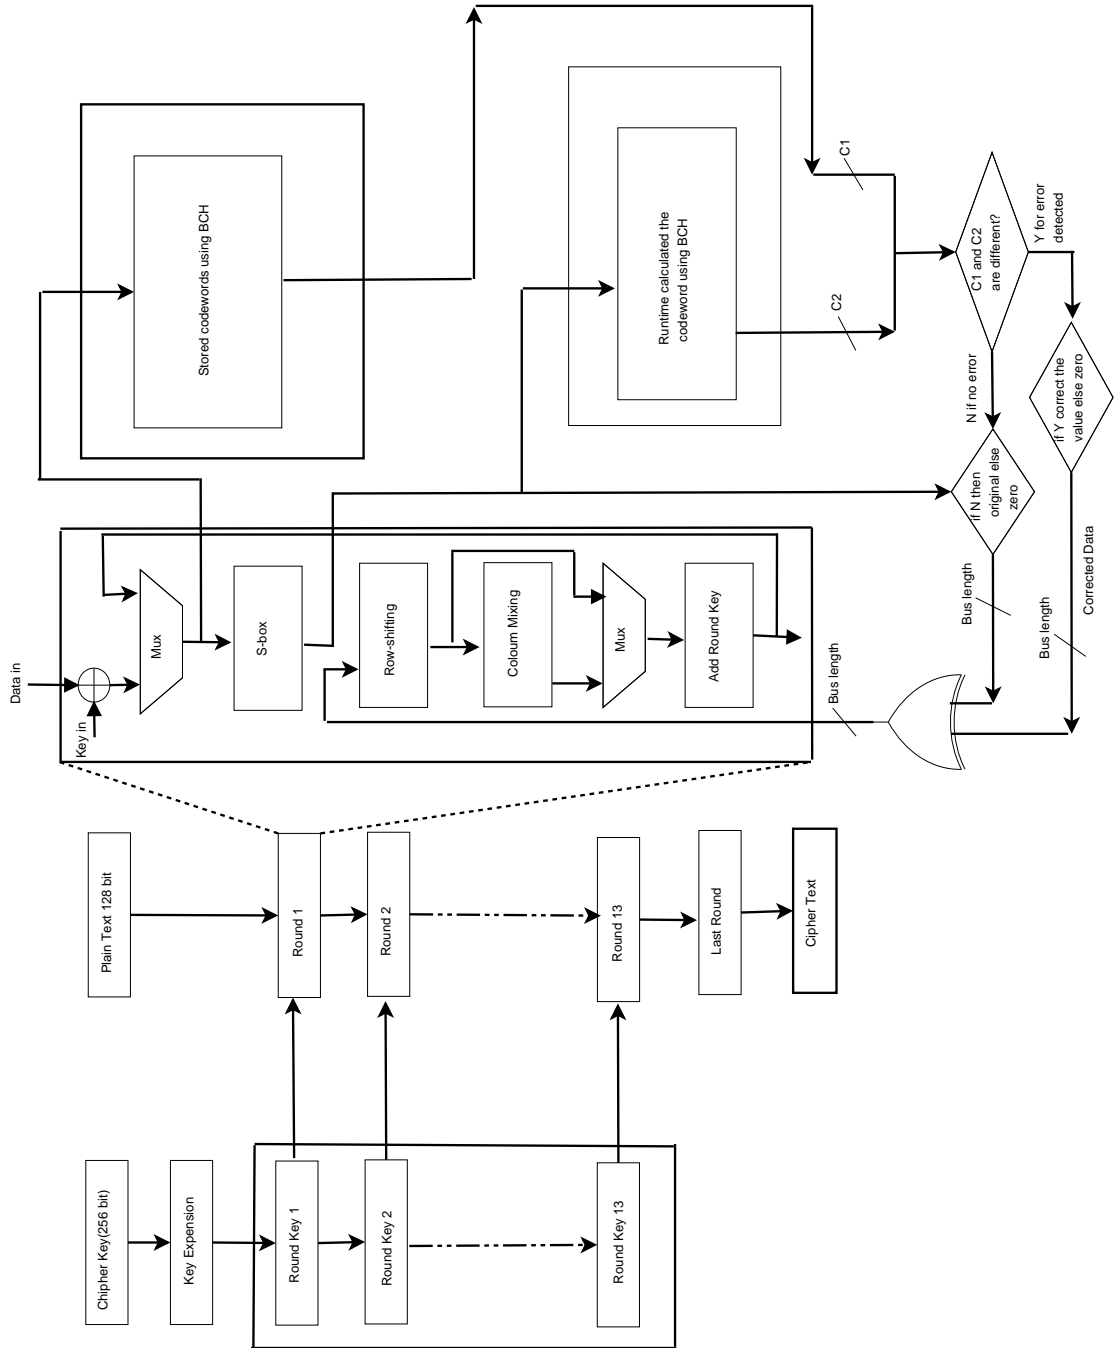 Chipher Key(256 bit)
Key Expension
Round Key 1
Round Key 2
Round Key 13
Plain Text 128 bit
Round 1
Round 2
Round 13
Last Round
Cipher Text
Data in
Key in
Mux
S-box
Row-shifting
Coloum Mixing
Mux
Add Round Key
Bus length
Stored codewords using BCH
Runtime calculated the
codeword using BCH
C1
C2
C1 and C2
are different?
Y for error
detected
N if no error
if N then
original else
zero
if Y correct the
value else zero
Bus length
Bus length
Corrected Data